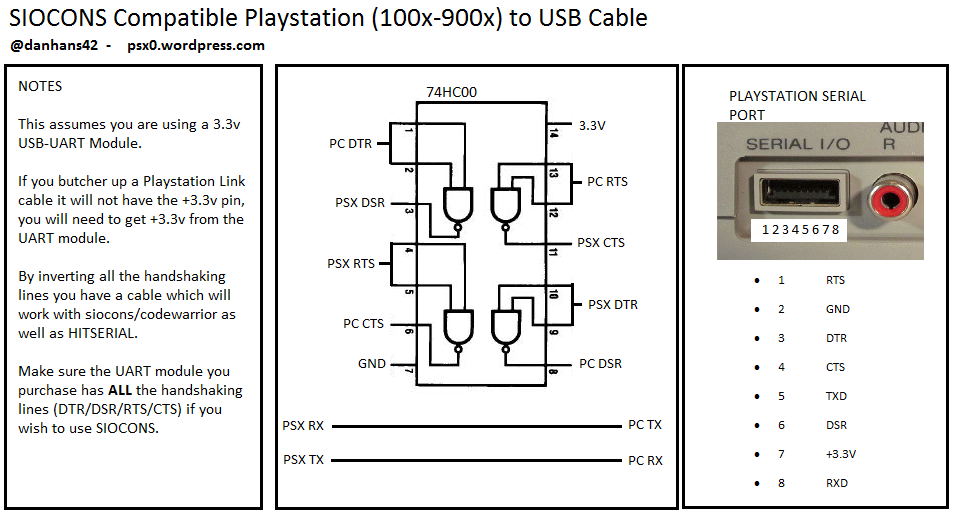 SIOCONS Compatible Playstation (100x-900x) to USB Cable
@danhans42 - psx0.wordpress.com
NOTES
This assumes you are using a 3.3v
USB-UART Module.
If you butcher up a Playstation Link
cable it will not have the +3.3v pin,
you will need to get +3.3v from the
UART module.
By inverting all the handshaking
lines you have a cable which will
work with siocons/codewarrior as
well as HITSERIAL.
Make sure the UART module you
purchase has ALL the handshaking
lines (DTR/DSR/RTS/CTS) if you
wish to use SIOCONS.
74HC00
1
14
3.3V
PC DTR
2
13
PC RTS
PSX DSR
3
12
4
11
PSX CTS
PSX RTS
5
10
PSX DTR
PC CTS
6
9
GND
7
8
PC DSR
PSX RX
PC TX
PSX TX
PC RX
PLAYSTATION SERIAL
PORT
SERIAL I/O
AUDI
R
1 2 3 4 5 6 7 8
• 1 RTS
• 2 GND
• 3 DTR
• 4 CTS
• 5 TXD
• 6 DSR
• 7 +3.3V
• 8 RXD